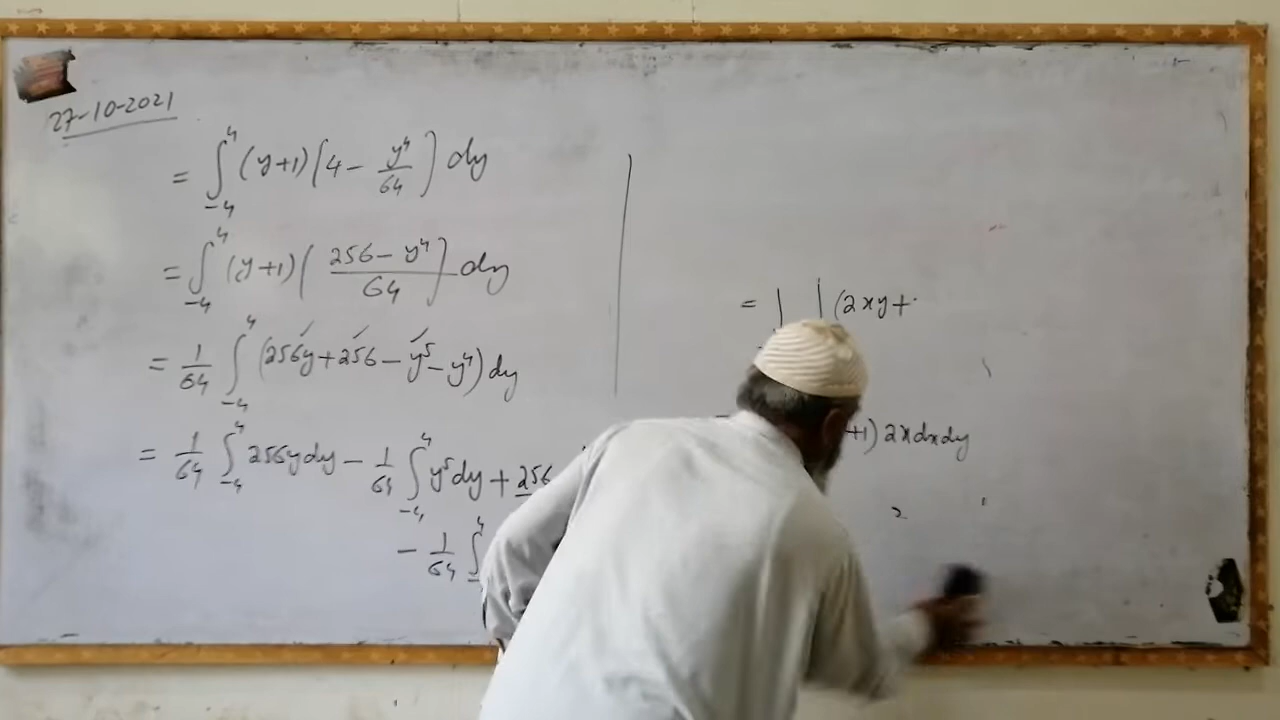 27-10-2021
= ∫_{-4}^{4} (y+1) [4 - y⁴/64] dy
= ∫_{-4}^{4} (y+1) (256 - y⁴ / 64) dy
= 1/64 ∫_{-4}^{4} (256y + 256 - y⁵ - y⁴) dy
= 1/64 ∫_{-4}^{4} 256y dy - 1/64 ∫_{-4}^{4} y⁵ dy + 256
- 1/64 ∫^{4}
= ∫ ∫ (2xy +
+1) 2x dx dy
2